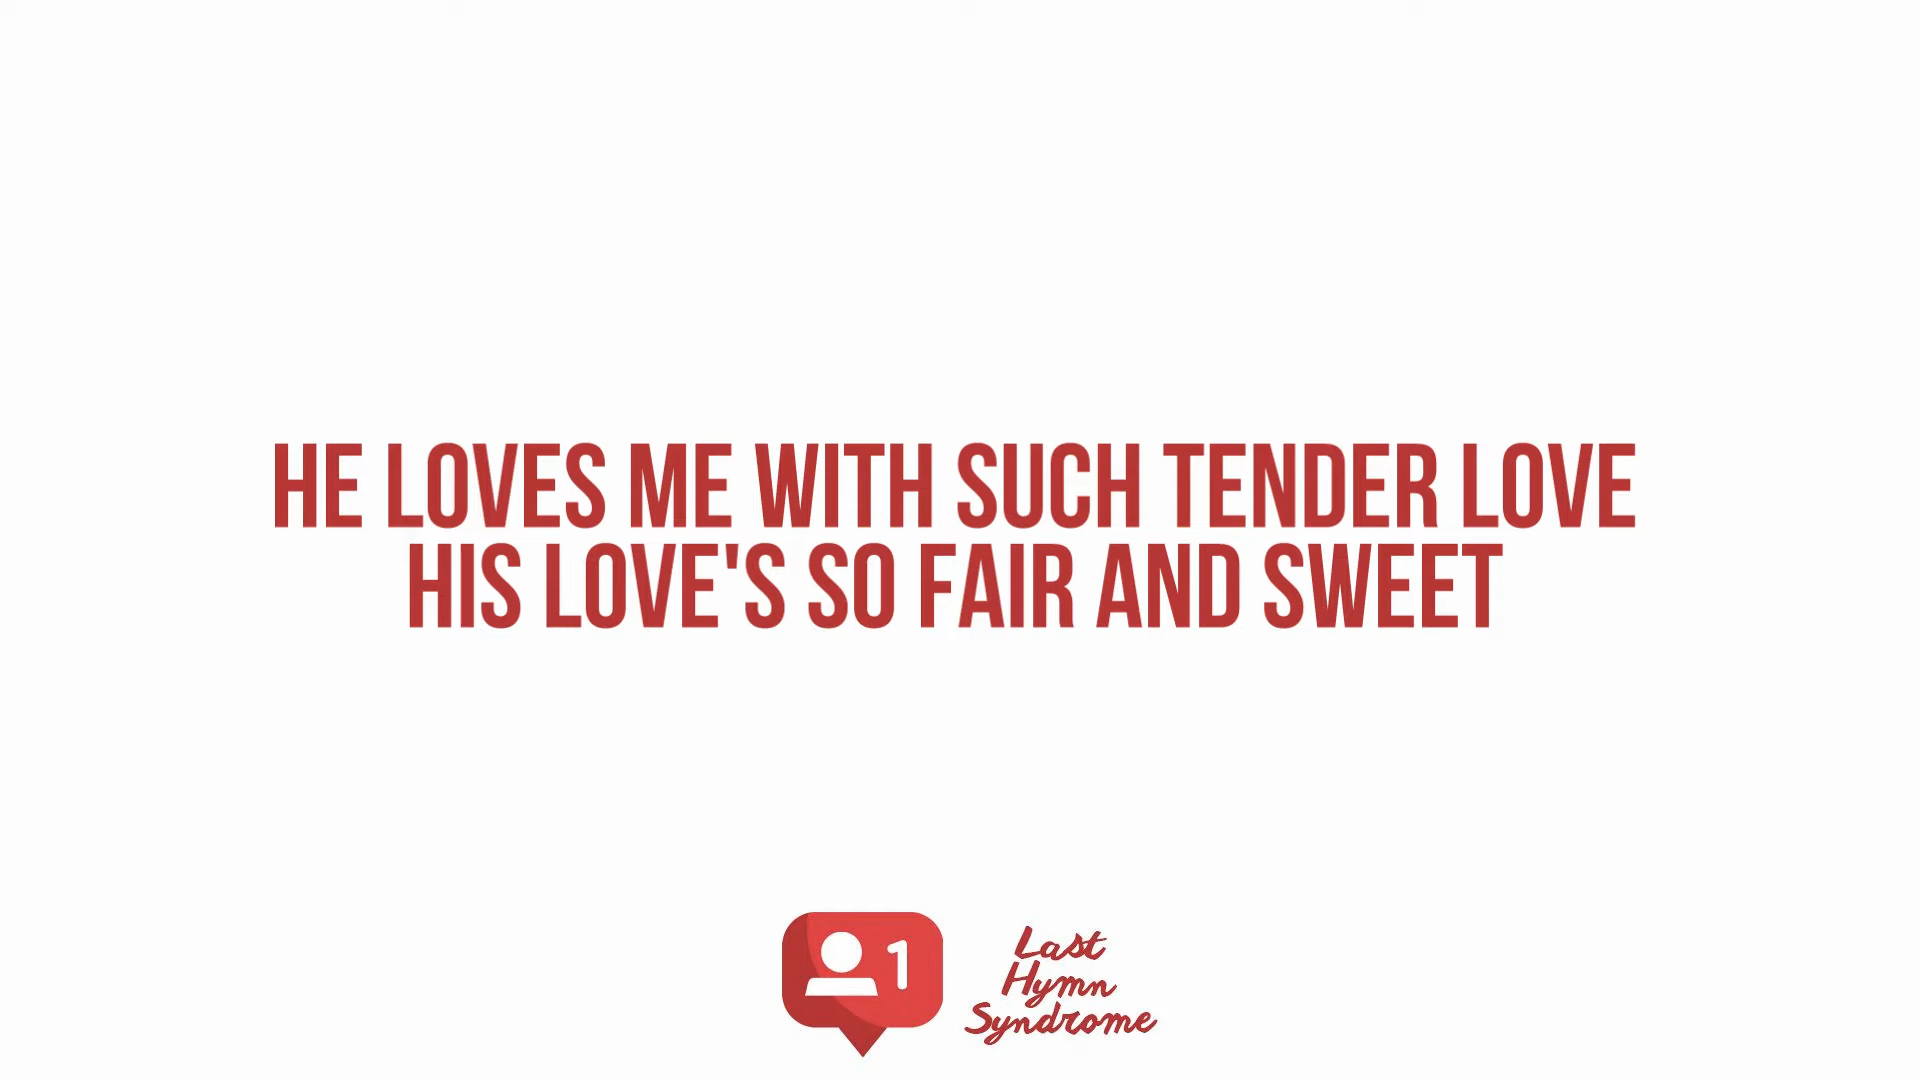 HE LOVES ME WITH SUCH TENDER LOVE
HIS LOVE'S SO FAIR AND SWEET
1
Last
Hymn
Syndrome